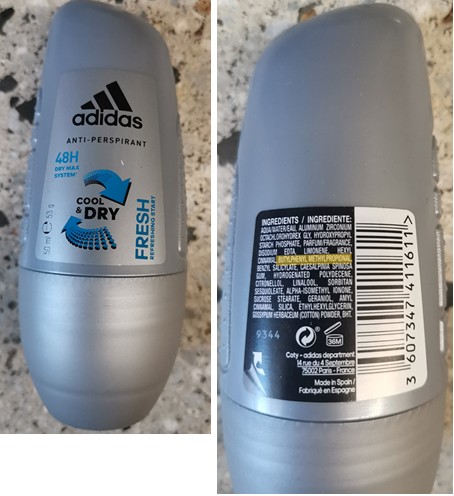 adidas
ANTI-PERSPIRANT
48H
DRY MAX
SYSTEM*
COOL
& DRY
FRESH
REFRESHING START
50 ml e 53 g
INGREDIENTS / INGREDIENTE:
AQUA/WATER/EAU, ALUMINUM ZIRCONIUM
OCTACHLOROHYDREX GLY, HYDROXYPROPYL
STARCH PHOSPHATE, PARFUM/FRAGRANCE,
DISODIUM EDTA, LIMONENE, HEXYL
CINNAMAL, BUTYLPHENYL METHYLPROPIONAL,
BENZYL SALICYLATE, CAESALPINIA SPINOSA
GUM, HYDROGENATED POLYDECENE,
CITRONELLOL, LINALOOL, SORBITAN
SESQUIOLEATE, ALPHA-ISOMETHYL IONONE,
SUCROSE STEARATE, GERANIOL, AMYL
CINNAMAL, SILICA, ETHYLHEXYLGLYCERIN,
GOSSYPIUM HERBACEUM (COTTON) POWDER, BHT.
9344
36M
Coty - adidas department
14 rue du 4 Septembre
75002 Paris - France
Made in Spain /
Fabriqué en Espagne
3 607347 411611 >